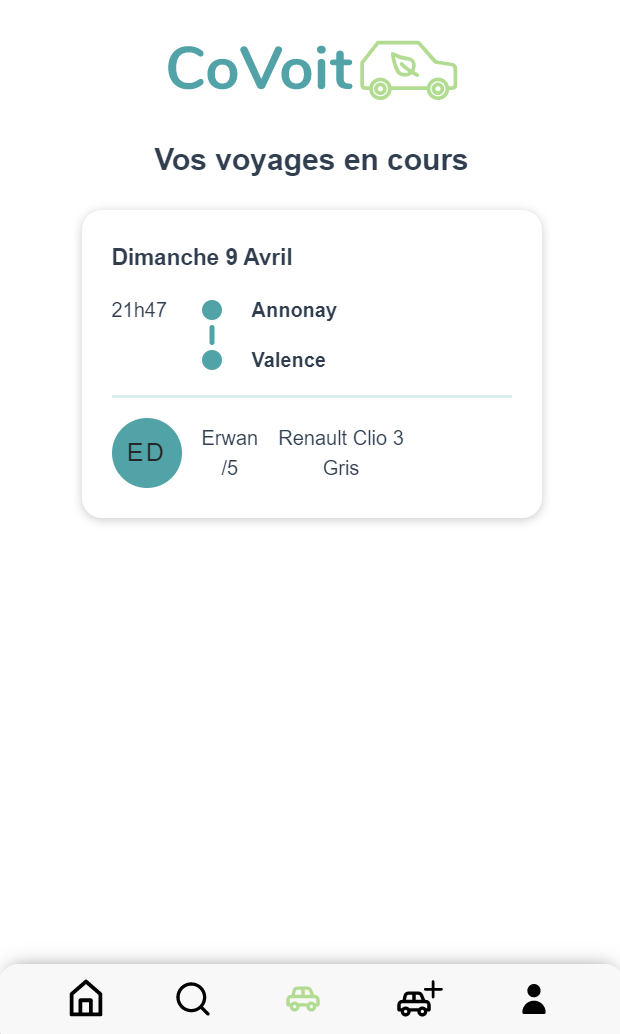 CoVoit
Vos voyages en cours
Dimanche 9 Avril
21h47 Annonay
Valence
ED
Erwan Renault Clio 3
/5 Gris